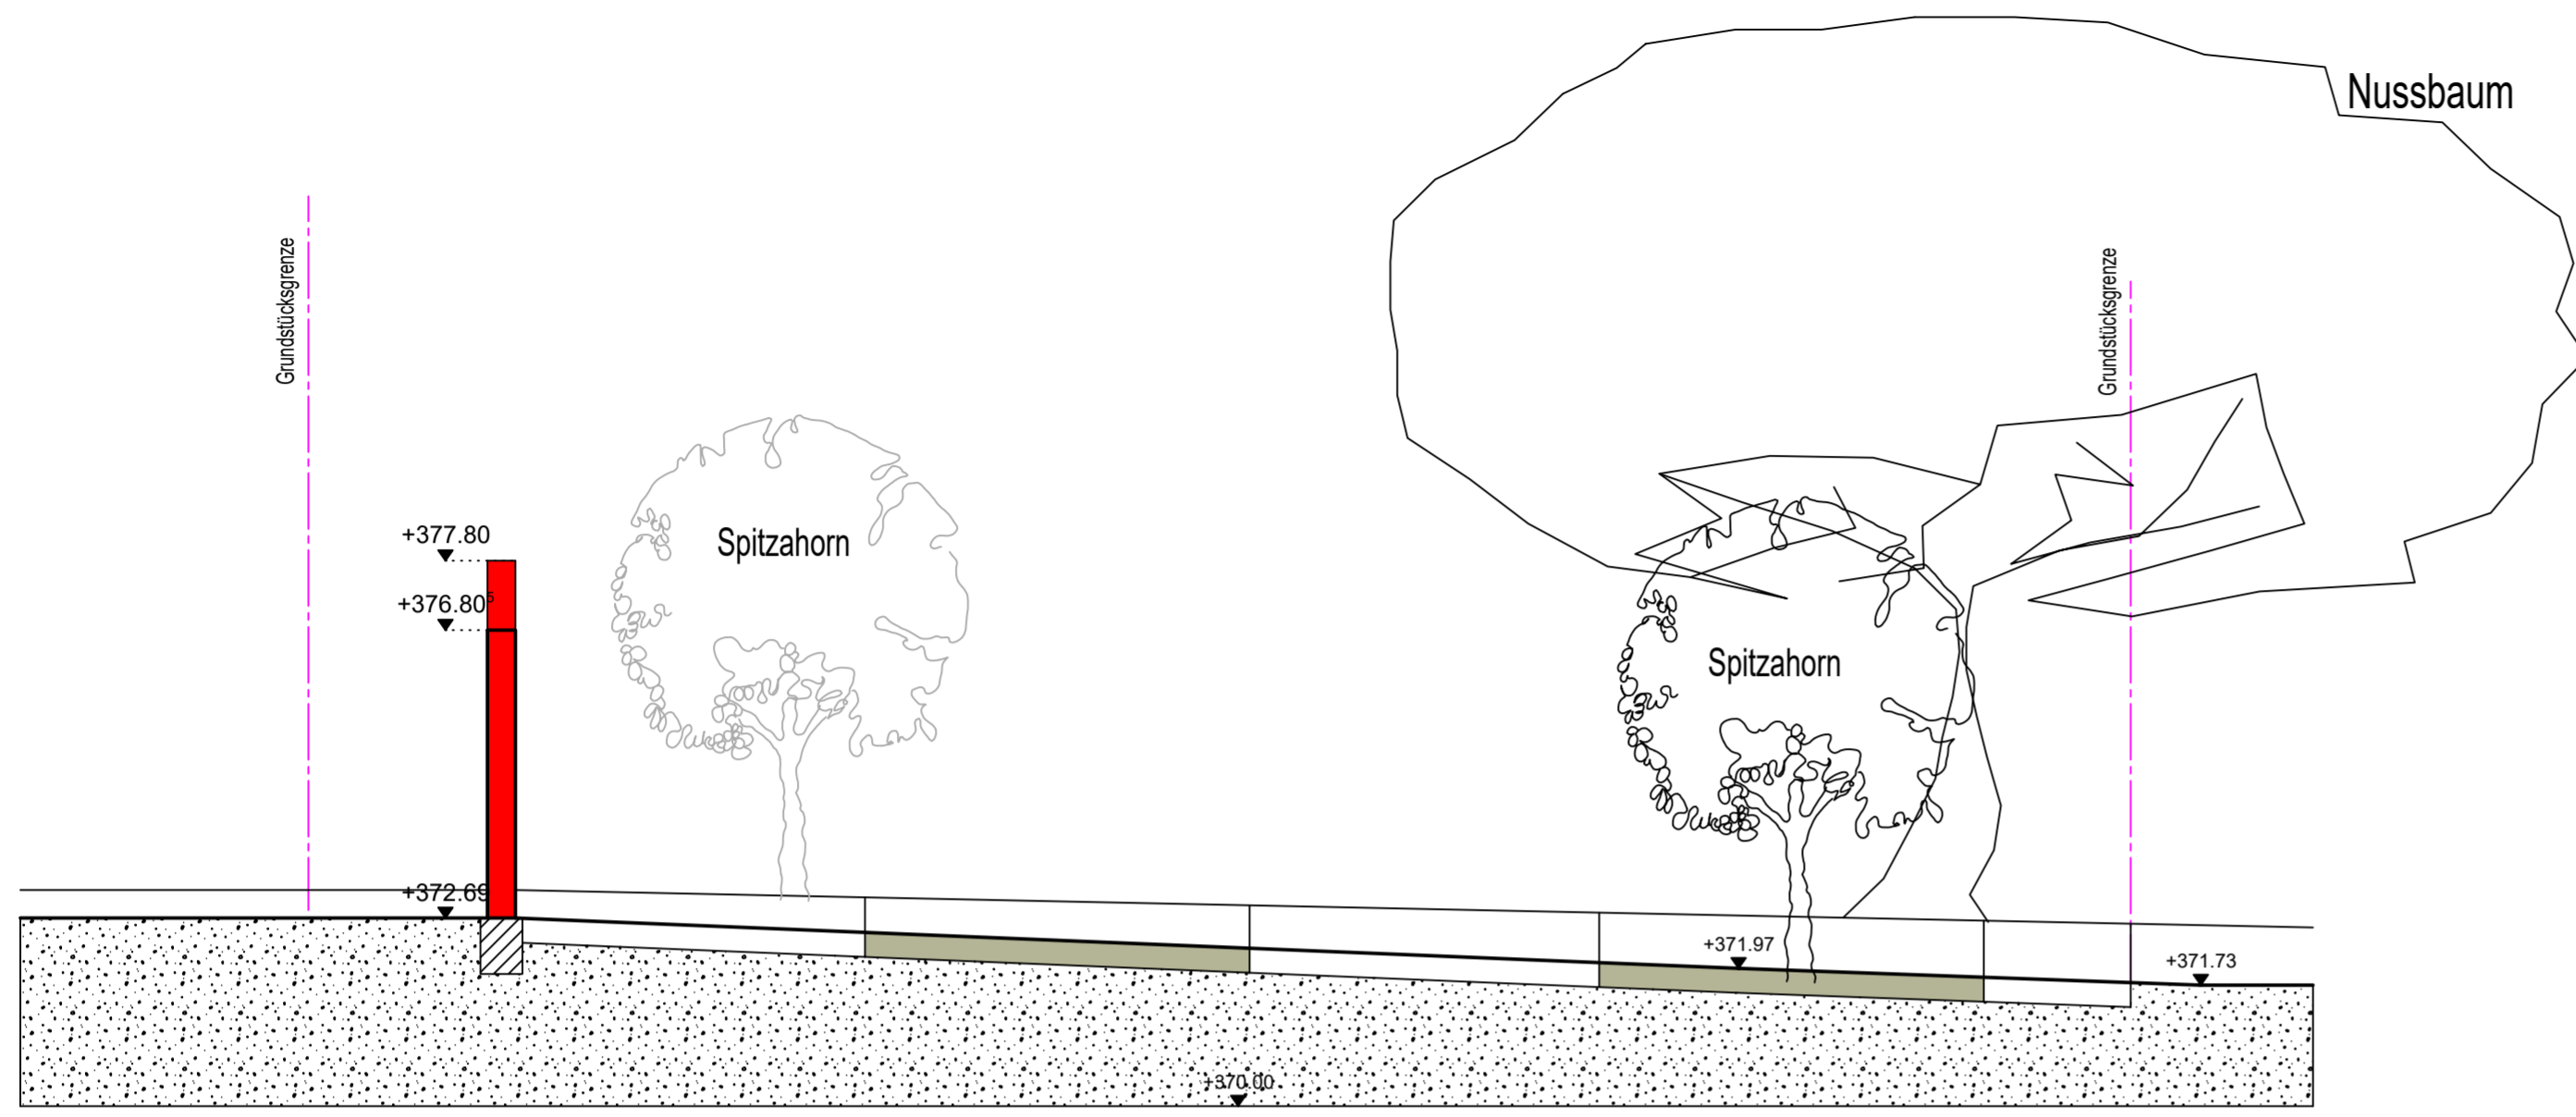 Nussbaum
Grundstücksgrenze
Grundstücksgrenze
+377.80
Spitzahorn
+376.80⁵
Spitzahorn
+372.69
+371.97
+371.73
+370.00